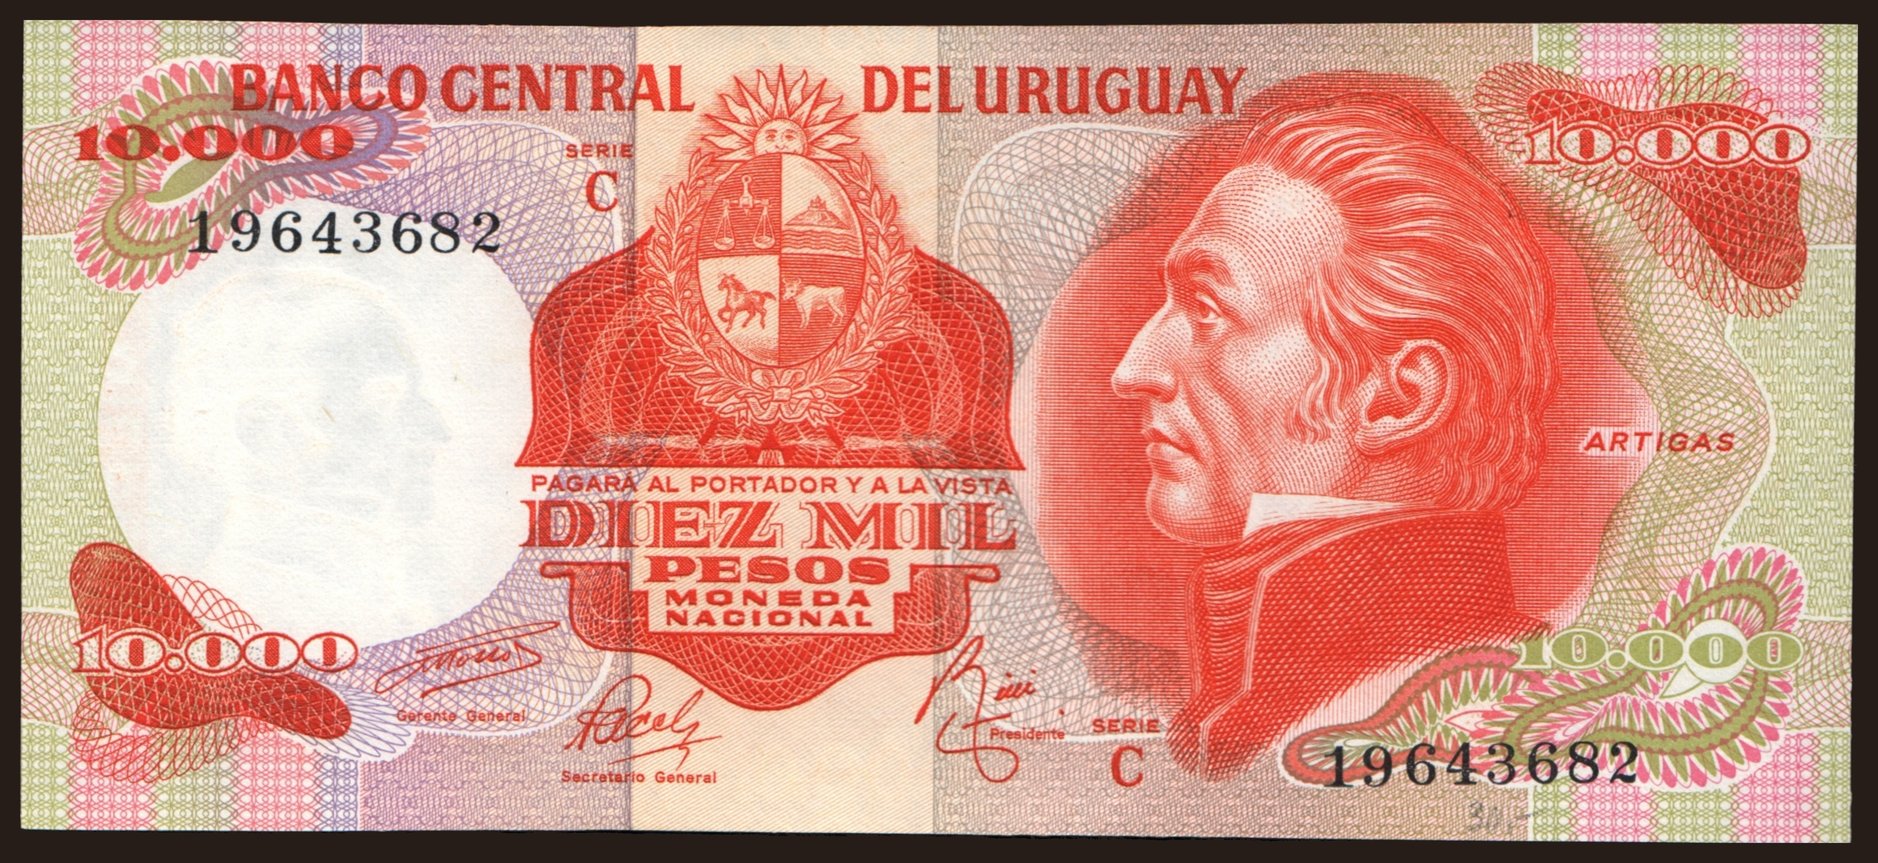 BANCO CENTRAL DEL URUGUAY
10.000
10.000
SERIE
C
19643682
ARTIGAS
PAGARÁ AL PORTADOR Y A LA VISTA
DIEZ MIL
PESOS
MONEDA
NACIONAL
10.000
10.000
Gerente General
Presidente
SERIE
C
Secretario General
19643682